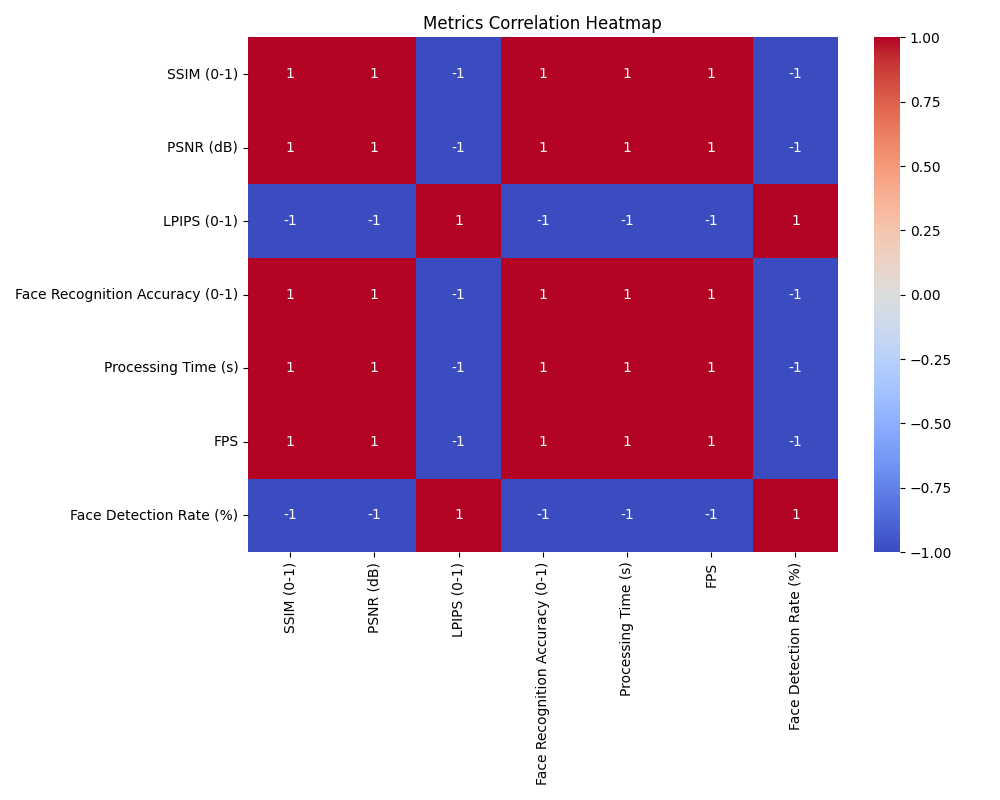 Metrics Correlation Heatmap
SSIM (0-1) 1 1 -1 1 1 1 -1
PSNR (dB) 1 1 -1 1 1 1 -1
LPIPS (0-1) -1 -1 1 -1 -1 -1 1
Face Recognition Accuracy (0-1) 1 1 -1 1 1 1 -1
Processing Time (s) 1 1 -1 1 1 1 -1
FPS 1 1 -1 1 1 1 -1
Face Detection Rate (%) -1 -1 1 -1 -1 -1 1
SSIM (0-1)
PSNR (dB)
LPIPS (0-1)
Face Recognition Accuracy (0-1)
Processing Time (s)
FPS
Face Detection Rate (%)
1.00
0.75
0.50
0.25
0.00
−0.25
−0.50
−0.75
−1.00